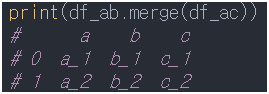 print(df_ab.merge(df_ac))
#      a    b    c
# 0  a_1  b_1  c_1
# 1  a_2  b_2  c_2